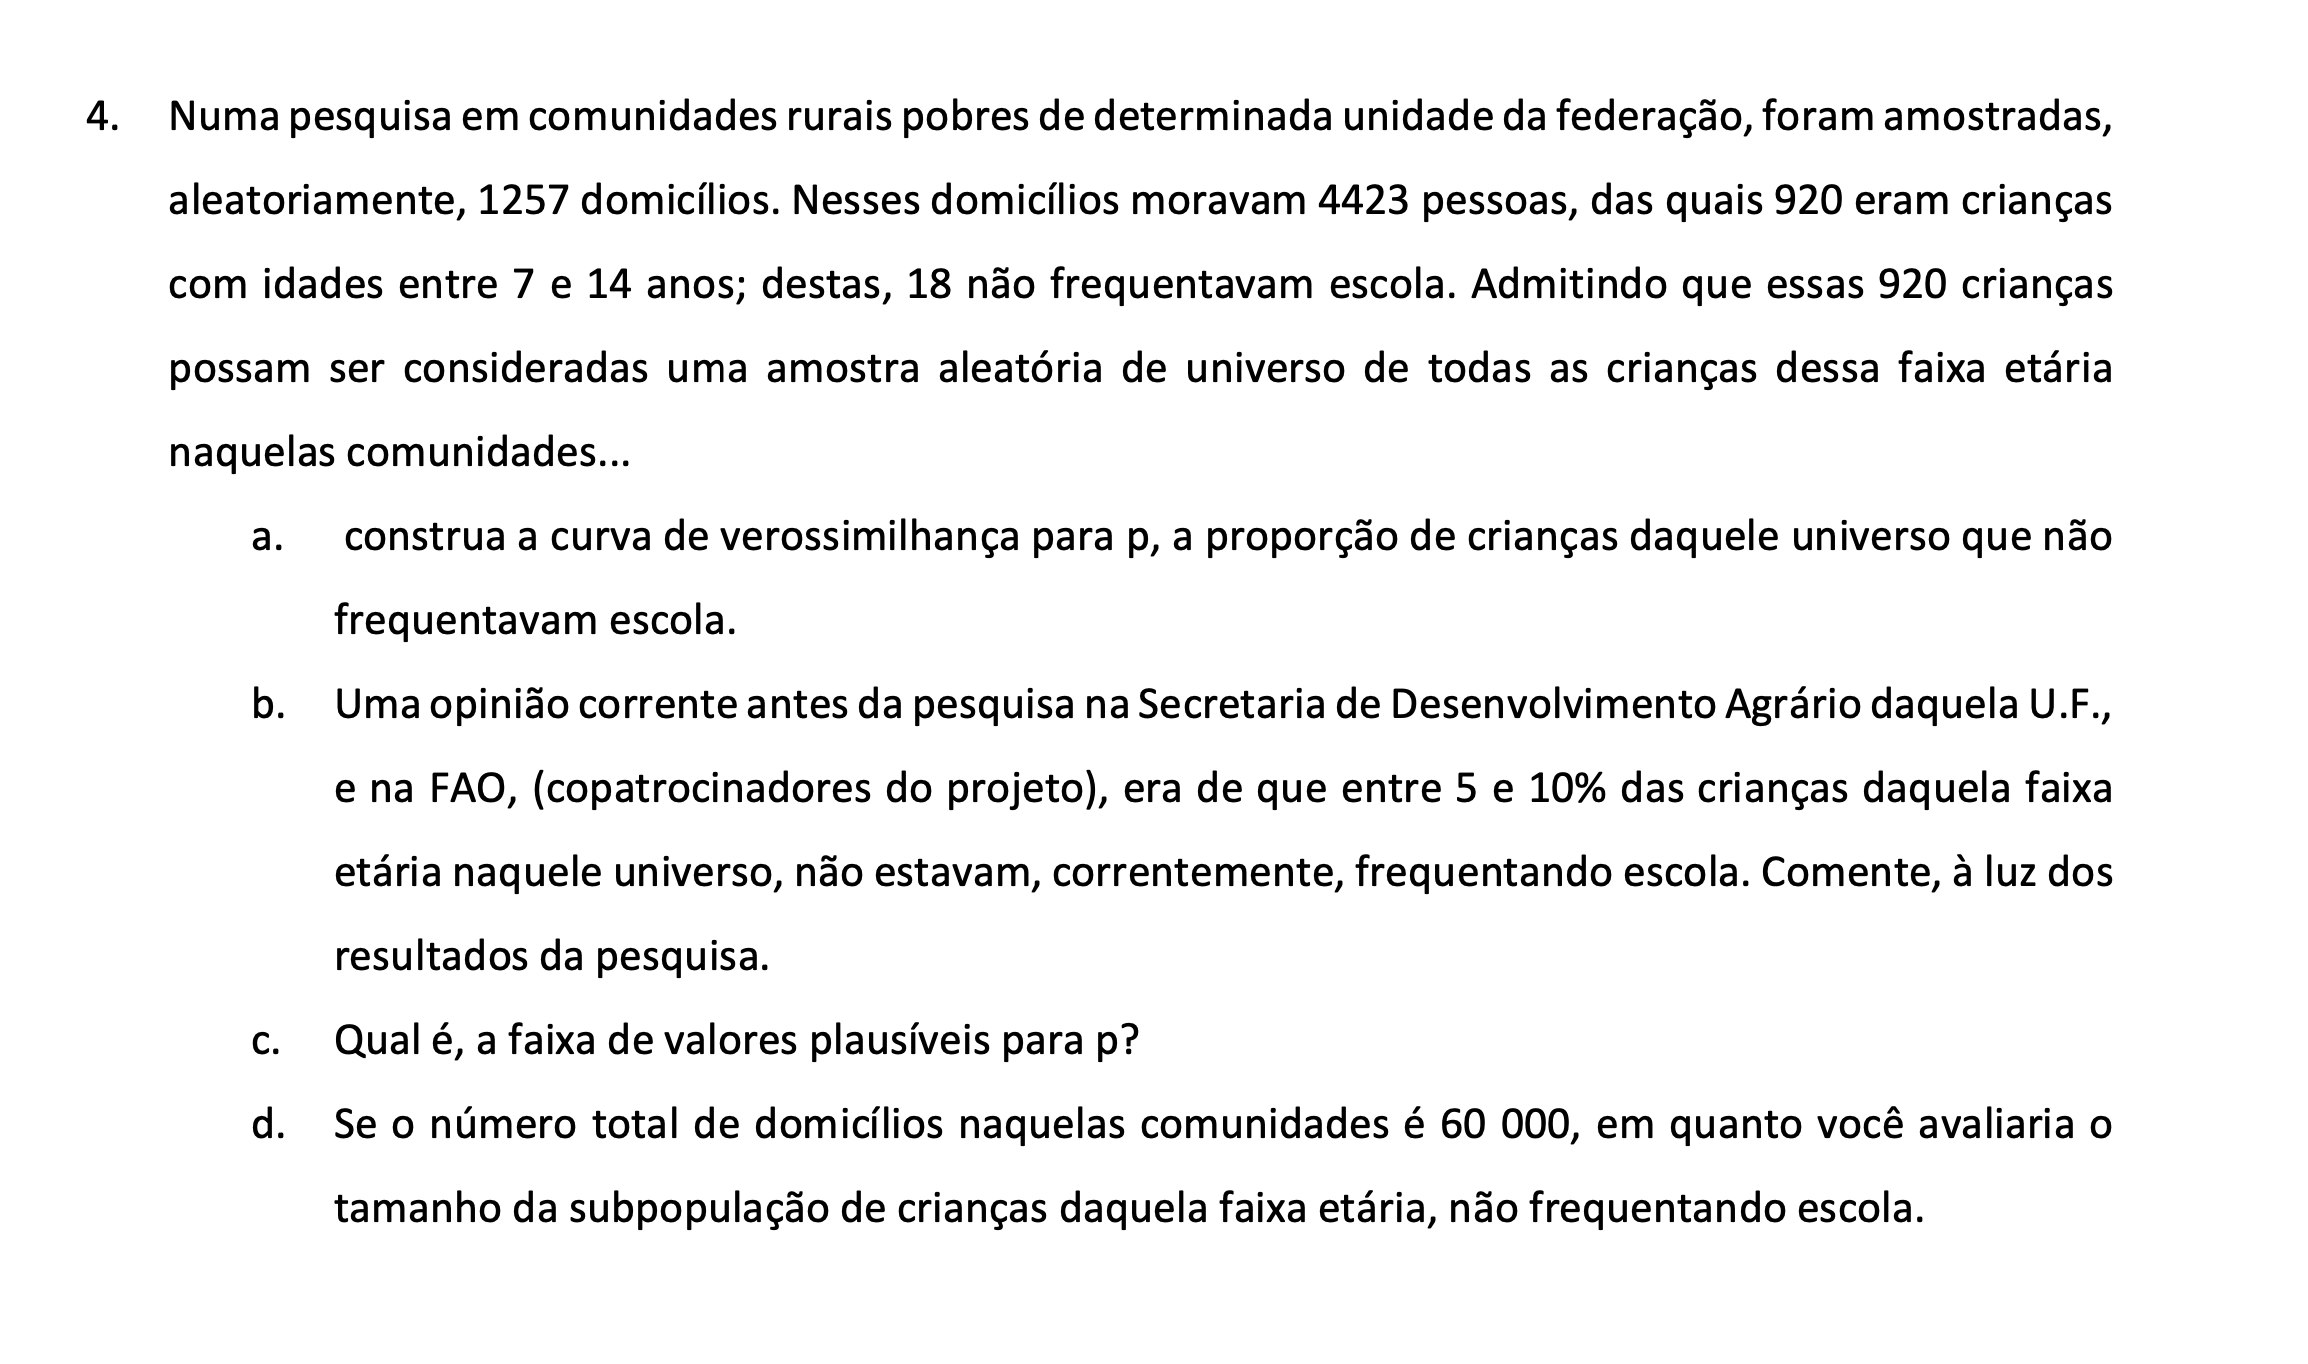 4. Numa pesquisa em comunidades rurais pobres de determinada unidade da federação, foram amostradas,
aleatoriamente, 1257 domicílios. Nesses domicílios moravam 4423 pessoas, das quais 920 eram crianças
com idades entre 7 e 14 anos; destas, 18 não frequentavam escola. Admitindo que essas 920 crianças
possam ser consideradas uma amostra aleatória de universo de todas as crianças dessa faixa etária
naquelas comunidades...
a. construa a curva de verossimilhança para p, a proporção de crianças daquele universo que não
frequentavam escola.
b. Uma opinião corrente antes da pesquisa na Secretaria de Desenvolvimento Agrário daquela U.F.,
e na FAO, (copatrocinadores do projeto), era de que entre 5 e 10% das crianças daquela faixa
etária naquele universo, não estavam, correntemente, frequentando escola. Comente, à luz dos
resultados da pesquisa.
c. Qual é, a faixa de valores plausíveis para p?
d. Se o número total de domicílios naquelas comunidades é 60 000, em quanto você avaliaria o
tamanho da subpopulação de crianças daquela faixa etária, não frequentando escola.